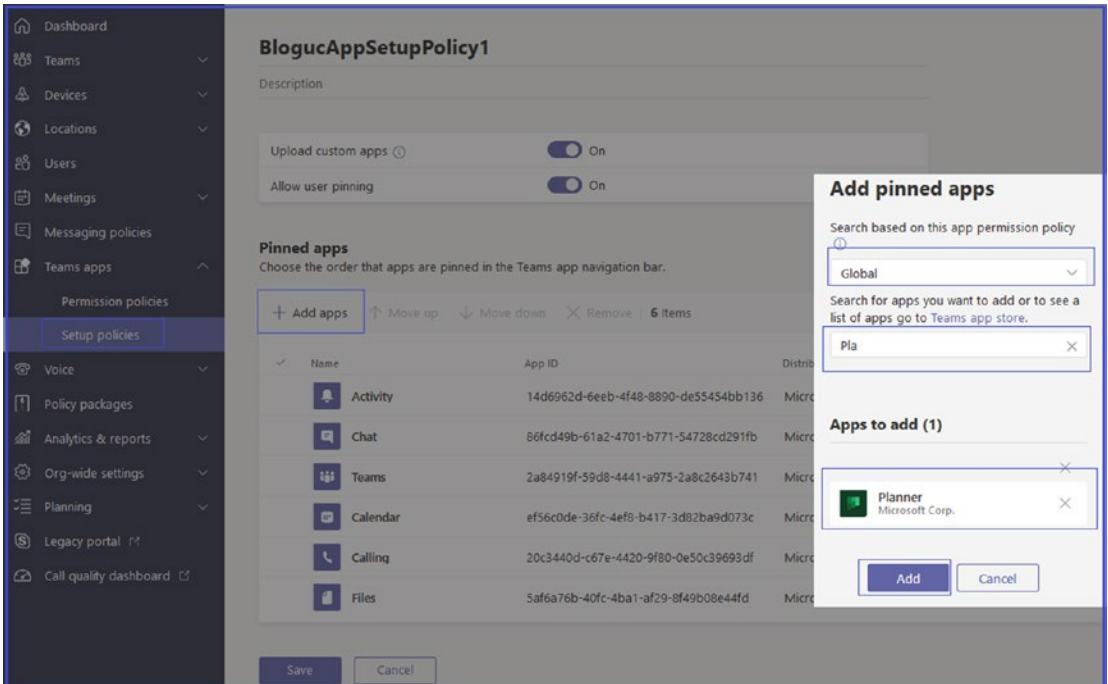 Dashboard
Teams
Devices
Locations
Users
Meetings
Messaging policies
Teams apps
Permission policies
Setup policies
Voice
Policy packages
Analytics & reports
Org-wide settings
Planning
Legacy portal
Call quality dashboard
BlogucAppSetupPolicy1
Description
Upload custom apps On
Allow user pinning On
Pinned apps
Choose the order that apps are pinned in the Teams app navigation bar.
Add apps Move up Move down Remove 6 items
Name App ID Distrib
Activity 14d6962d-6eeb-4f48-8890-de55454bb136 Micro
Chat 86fcd49b-61a2-4701-b771-54728cd291fb Micro
Teams 2a84919f-59d8-4441-a975-2a8c2643b741 Micro
Calendar ef56c0de-36fc-4ef8-b417-3d82ba9d073c Micro
Calling 20c3440d-c67e-4420-9f80-0e50c39693df Micro
Files 5af6a76b-40fc-4ba1-af29-8f49b08e44fd Micro
Save Cancel
Add pinned apps
Search based on this app permission policy
Global
Search for apps you want to add or to see a
list of apps go to Teams app store.
Pla
Apps to add (1)
Planner
Microsoft Corp.
Add Cancel